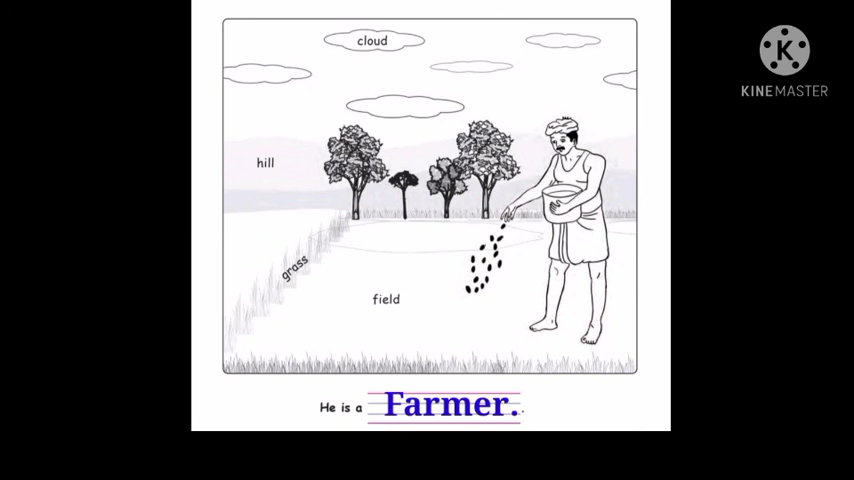 cloud
KINEMASTER
hill
grass
field
He is a Farmer..